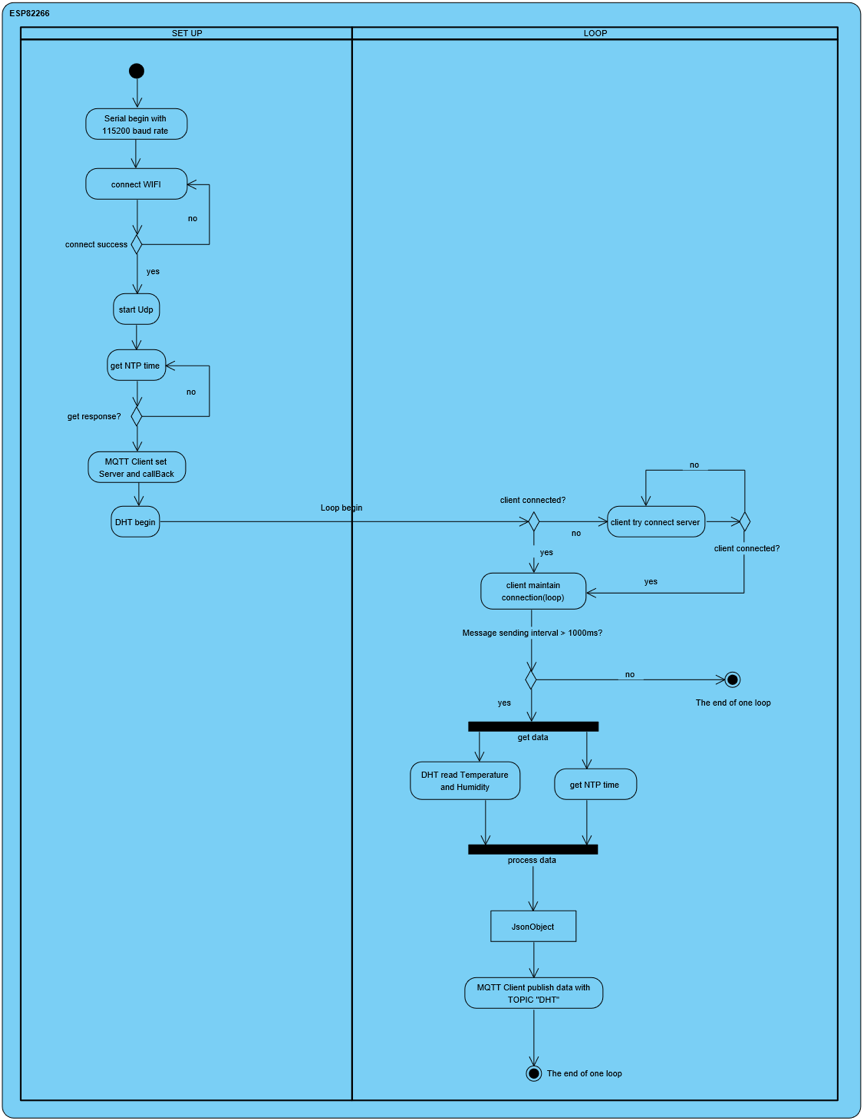 ESP82266
SET UP
LOOP
Serial begin with
115200 baud rate
connect WIFI
no
connect success
yes
start Udp
get NTP time
no
get response?
MQTT Client set
Server and callBack
DHT begin
Loop begin
client connected?
no
no
client try connect server
client connected?
yes
yes
client maintain
connection(loop)
Message sending interval > 1000ms?
no
The end of one loop
yes
get data
DHT read Temperature
and Humidity
get NTP time
process data
JsonObject
MQTT Client publish data with
TOPIC "DHT"
The end of one loop